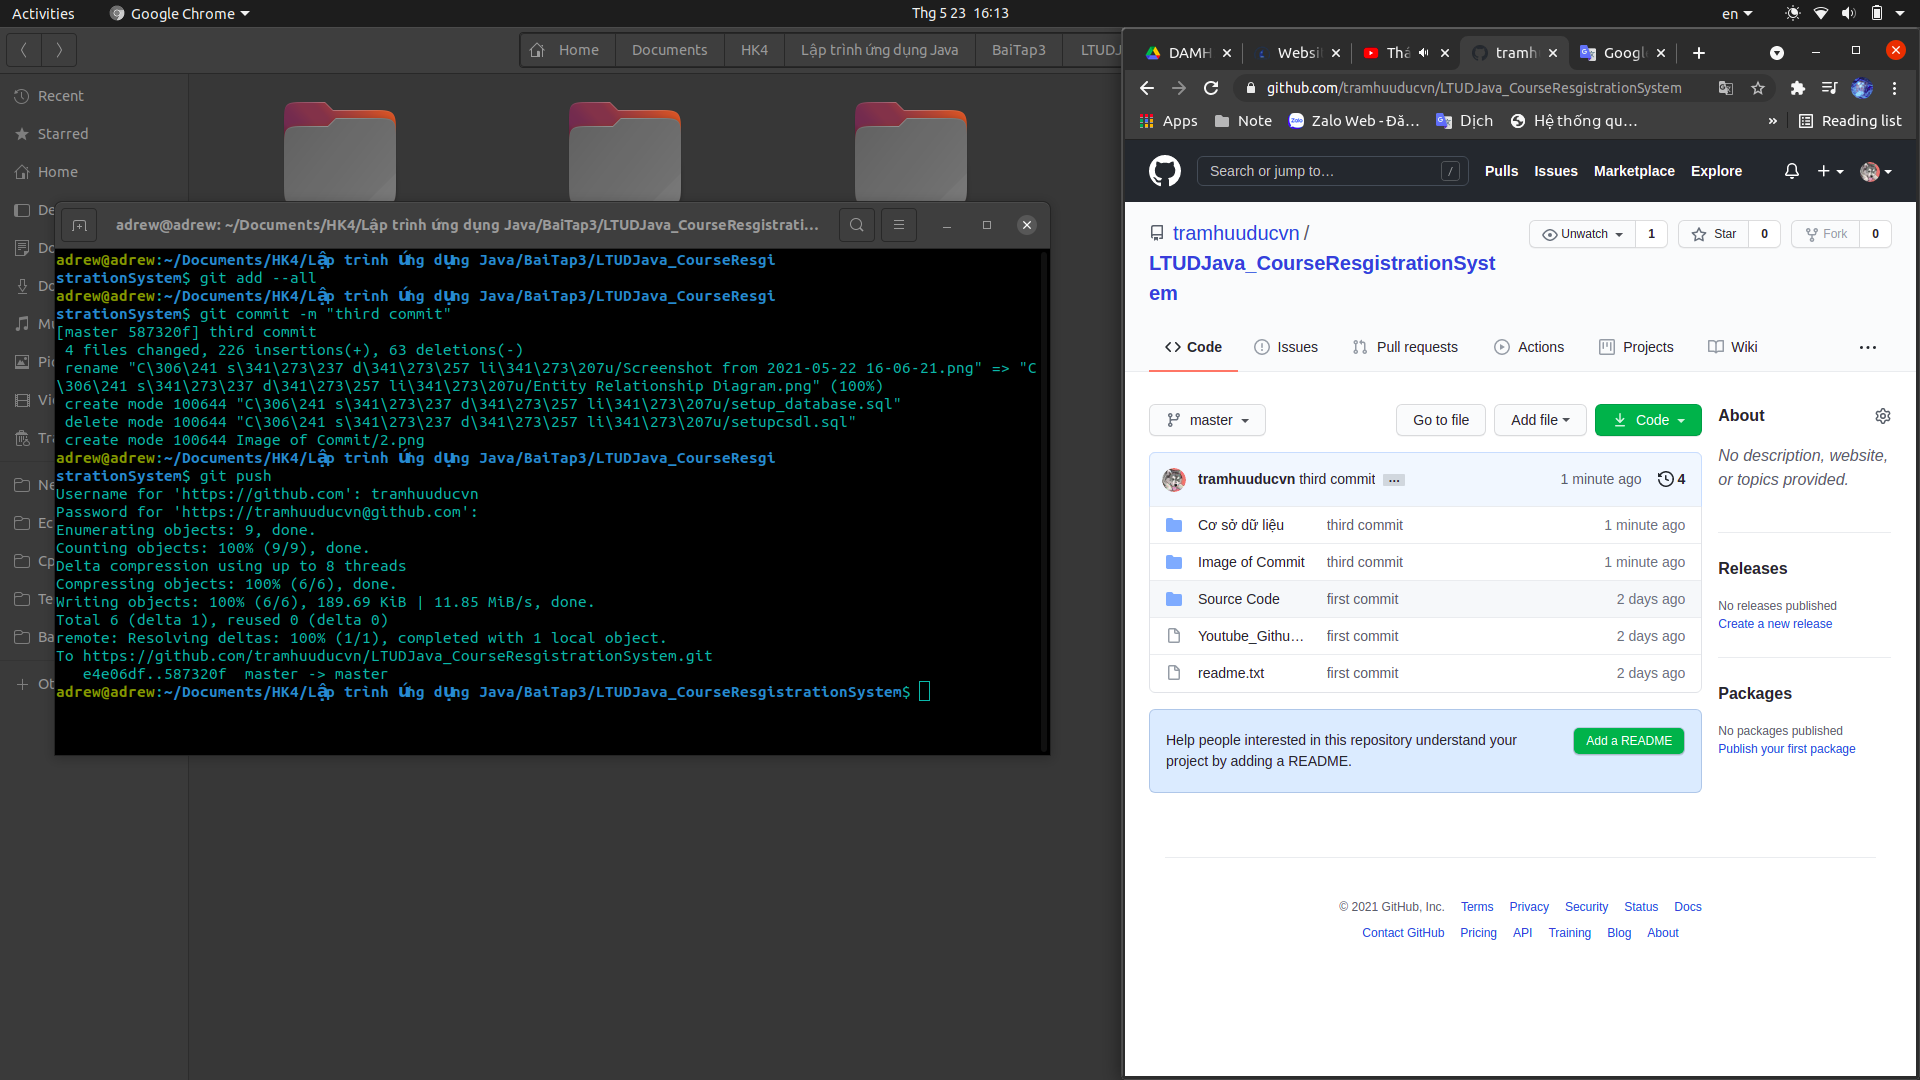 Activities
Google Chrome
Thg 5 23 16:13
en
Home
Documents
HK4
Lập trình ứng dụng Java
BaiTap3
LTUDJ
Recent
Starred
Home
De
Do
Do
Mu
Pic
Vi
Tra
Ne
Ec
Cp
Te
Ba
Ot
adrew@adrew: ~/Documents/HK4/Lập trình ứng dụng Java/BaiTap3/LTUDJava_CourseResgistrati...
adrew@adrew:~/Documents/HK4/Lập trình ứng dụng Java/BaiTap3/LTUDJava_CourseResgi
strationSystem$ git add --all
adrew@adrew:~/Documents/HK4/Lập trình ứng dụng Java/BaiTap3/LTUDJava_CourseResgi
strationSystem$ git commit -m "third commit"
[master 587320f] third commit
4 files changed, 226 insertions(+), 63 deletions(-)
rename "C\306\241 s\341\273\237 d\341\273\257 li\341\273\207u/Screenshot from 2021-05-22 16-06-21.png" => "C
\306\241 s\341\273\237 d\341\273\257 li\341\273\207u/Entity Relationship Diagram.png" (100%)
create mode 100644 "C\306\241 s\341\273\237 d\341\273\257 li\341\273\207u/setup_database.sql"
delete mode 100644 "C\306\241 s\341\273\237 d\341\273\257 li\341\273\207u/setupcsdl.sql"
create mode 100644 Image of Commit/2.png
adrew@adrew:~/Documents/HK4/Lập trình ứng dụng Java/BaiTap3/LTUDJava_CourseResgi
strationSystem$ git push
Username for 'https://github.com': tramhuuducvn
Password for 'https://tramhuuducvn@github.com':
Enumerating objects: 9, done.
Counting objects: 100% (9/9), done.
Delta compression using up to 8 threads
Compressing objects: 100% (6/6), done.
Writing objects: 100% (6/6), 189.69 KiB | 11.85 MiB/s, done.
Total 6 (delta 1), reused 0 (delta 0)
remote: Resolving deltas: 100% (1/1), completed with 1 local object.
To https://github.com/tramhuuducvn/LTUDJava_CourseResgistrationSystem.git
e4e06df..587320f  master -> master
adrew@adrew:~/Documents/HK4/Lập trình ứng dụng Java/BaiTap3/LTUDJava_CourseResgistrationSystem$
DAMH
Websi
Thá
tramh
Googl
github.com/tramhuuducvn/LTUDJava_CourseResgistrationSystem
Apps
Note
Zalo Web - Đă...
Dịch
Hệ thống qu...
»
Reading list
Search or jump to…
/
Pulls
Issues
Marketplace
Explore
tramhuuducvn /
LTUDJava_CourseResgistrationSyst
em
Unwatch 1
Star 0
Fork 0
Code
Issues
Pull requests
Actions
Projects
Wiki
master
Go to file
Add file
Code
tramhuuducvn third commit … 1 minute ago 4
Cơ sở dữ liệu third commit 1 minute ago
Image of Commit third commit 1 minute ago
Source Code first commit 2 days ago
Youtube_Githu… first commit 2 days ago
readme.txt first commit 2 days ago
Help people interested in this repository understand your
project by adding a README.
Add a README
About
No description, website,
or topics provided.
Releases
No releases published
Create a new release
Packages
No packages published
Publish your first package
© 2021 GitHub, Inc. Terms Privacy Security Status Docs
Contact GitHub Pricing API Training Blog About